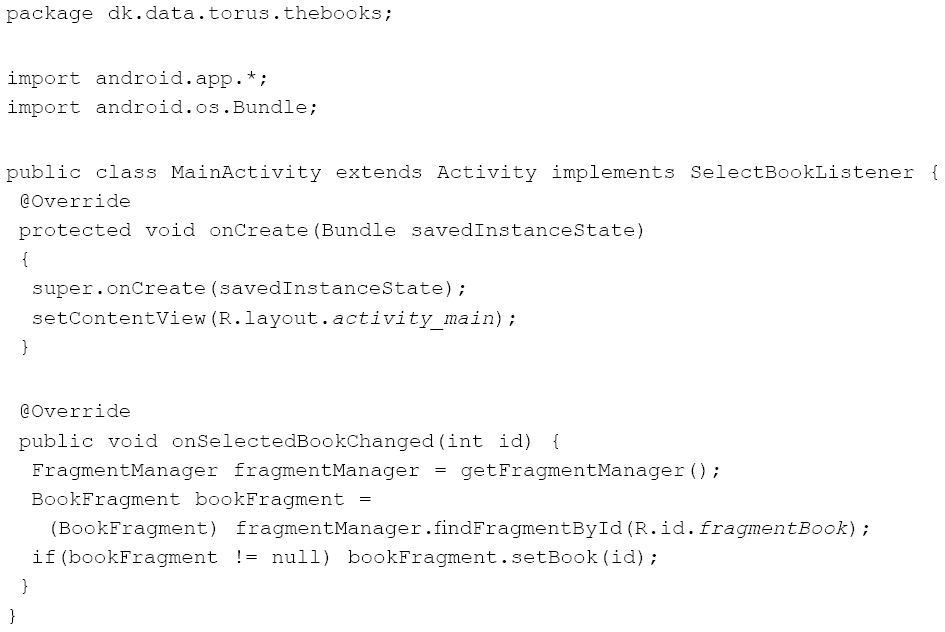 package dk.data.torus.thebooks;
import android.app.*;
import android.os.Bundle;
public class MainActivity extends Activity implements SelectBookListener {
@Override
protected void onCreate(Bundle savedInstanceState)
{
super.onCreate(savedInstanceState);
setContentView(R.layout.activity_main);
}
@Override
public void onSelectedBookChanged(int id) {
FragmentManager fragmentManager = getFragmentManager();
BookFragment bookFragment =
(BookFragment) fragmentManager.findFragmentById(R.id.fragmentBook);
if(bookFragment != null) bookFragment.setBook(id);
}
}